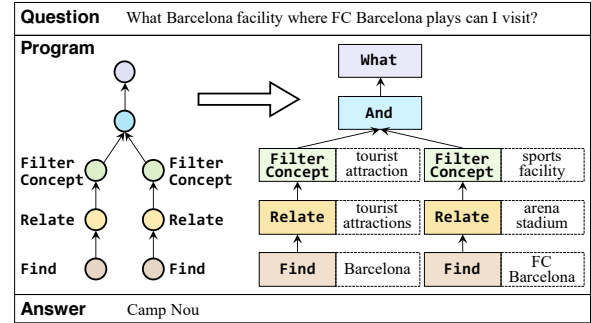 Question What Barcelona facility where FC Barcelona plays can I visit?
Program
What
And
Filter
Concept
Filter
Concept
Filter
Concept
tourist
attraction
Filter
Concept
sports
facility
Relate
Relate
Relate
tourist
attractions
Relate
arena
stadium
Find
Find
Find
Barcelona
Find
FC
Barcelona
Answer Camp Nou